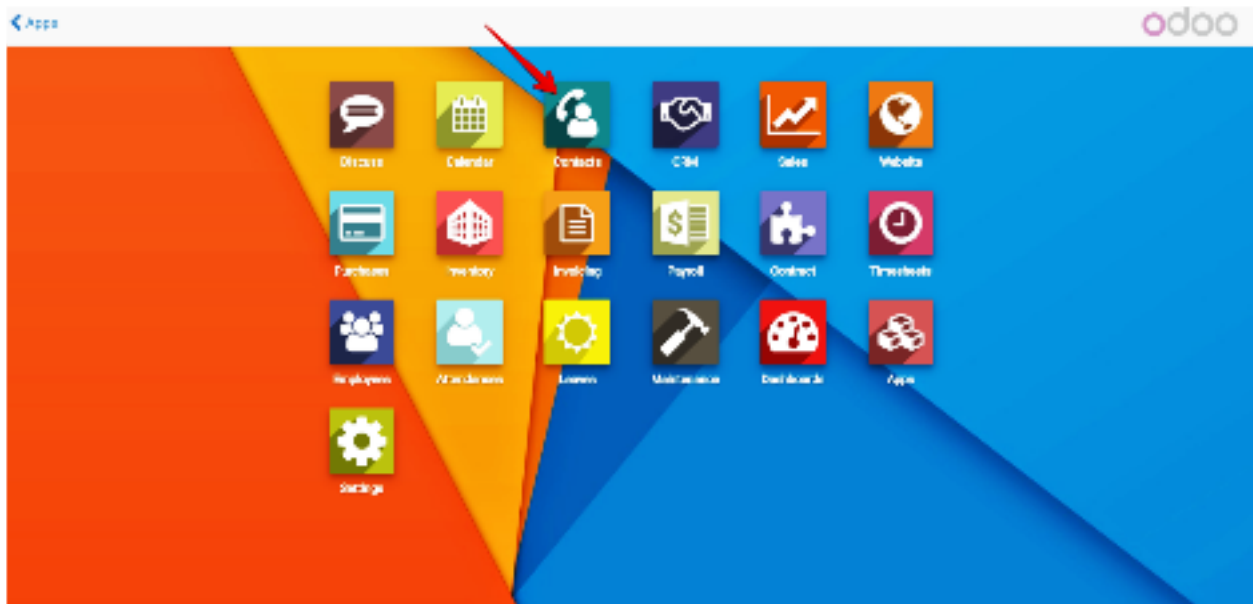 Apps
odoo
Discuss Calendar Contacts CRM Sales Website
Purchases Inventory Invoicing Payroll Contract Timesheets
Employees Attendances Leaves Maintenance Dashboards Apps
Settings